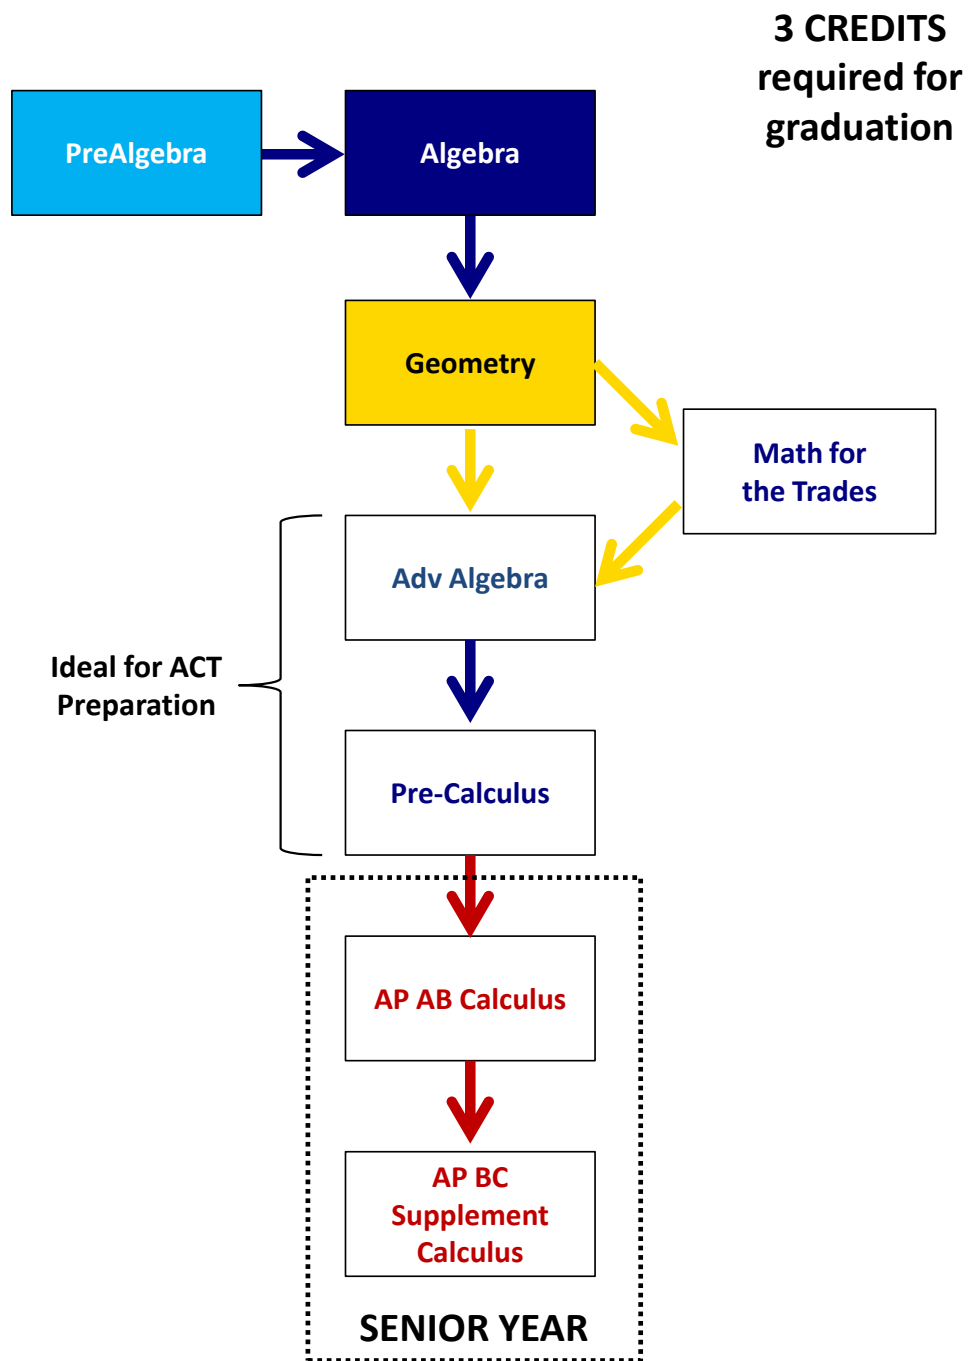 3 CREDITS
required for
graduation
PreAlgebra
Algebra
Geometry
Math for
the Trades
Adv Algebra
Ideal for ACT
Preparation
Pre-Calculus
AP AB Calculus
AP BC
Supplement
Calculus
SENIOR YEAR